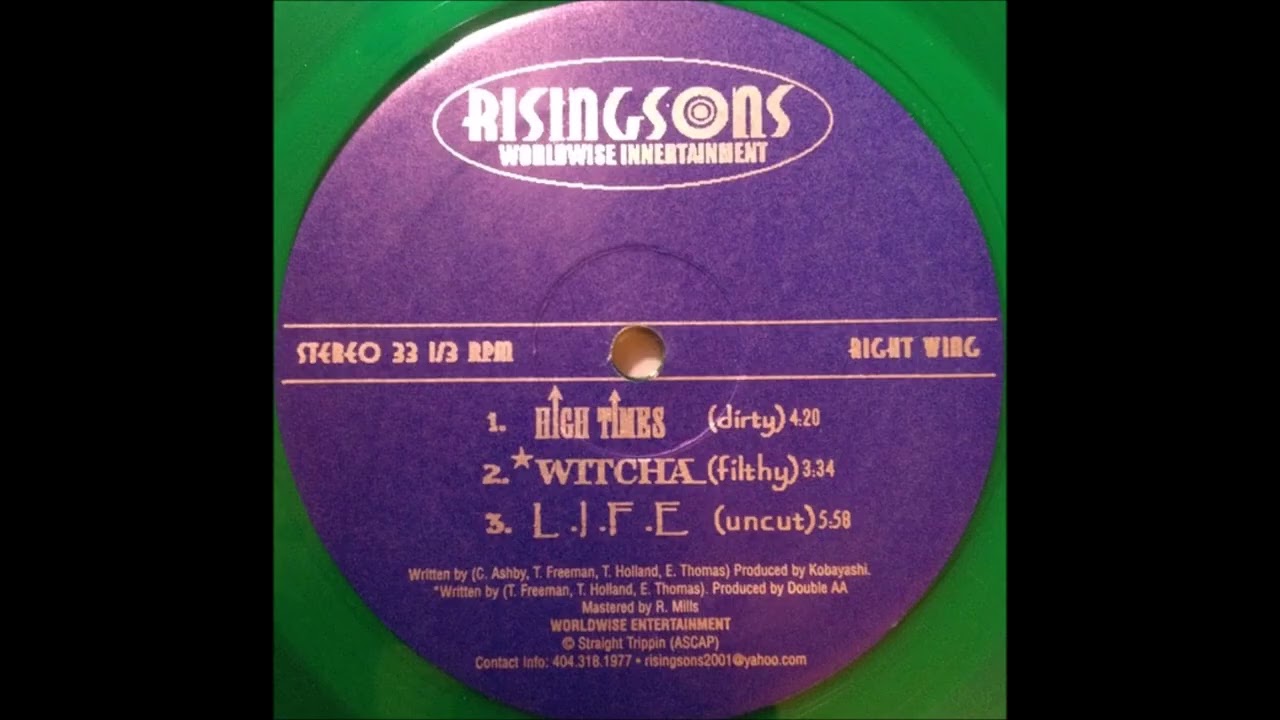 RISINGSONS
WORLDWISE INNERTAINMENT
STEREO 33 1/3 RPM RIGHT WING
1. HIGH TIMES (dirty) 4:20
2. *WITCHA (filthy) 3:34
3. L.I.F.E (uncut) 5:58
Written by (C. Ashby, T. Freeman, T. Holland, E. Thomas) Produced by Kobayashi.
*Written by (T. Freeman, T. Holland, E. Thomas). Produced by Double AA
Mastered by R. Mills
WORLDWISE ENTERTAINMENT
© Straight Trippin (ASCAP)
Contact Info: 404.318.1977 • risingsons2001@yahoo.com